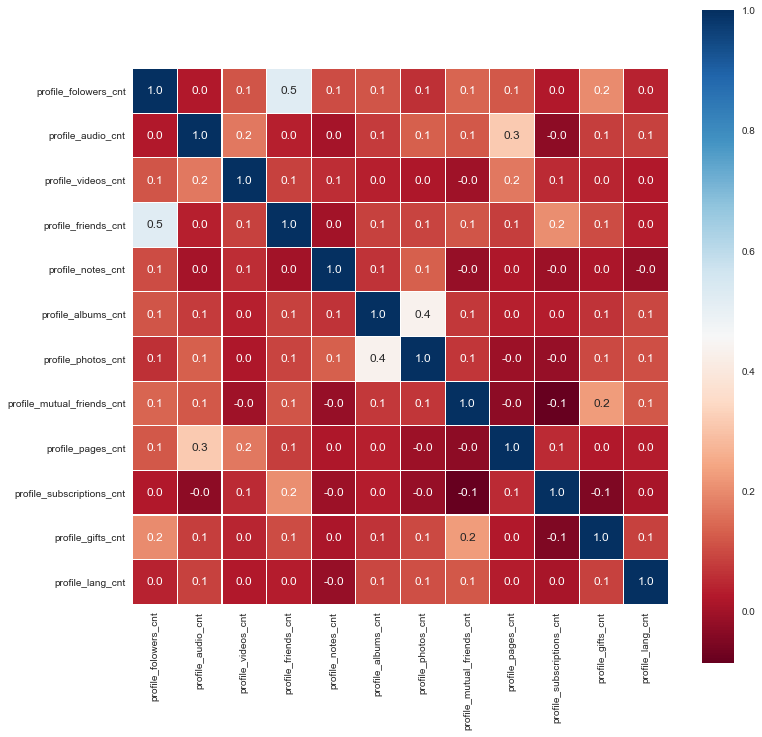 1.0
profile_folowers_cnt 1.0 0.0 0.1 0.5 0.1 0.1 0.1 0.1 0.1 0.0 0.2 0.0
profile_audio_cnt 0.0 1.0 0.2 0.0 0.0 0.1 0.1 0.1 0.3 -0.0 0.1 0.1
0.8
profile_videos_cnt 0.1 0.2 1.0 0.1 0.1 0.0 0.0 -0.0 0.2 0.1 0.0 0.0
profile_friends_cnt 0.5 0.0 0.1 1.0 0.0 0.1 0.1 0.1 0.1 0.2 0.1 0.0
0.6
profile_notes_cnt 0.1 0.0 0.1 0.0 1.0 0.1 0.1 -0.0 0.0 -0.0 0.0 -0.0
profile_albums_cnt 0.1 0.1 0.0 0.1 0.1 1.0 0.4 0.1 0.0 0.0 0.1 0.1
profile_photos_cnt 0.1 0.1 0.0 0.1 0.1 0.4 1.0 0.1 -0.0 -0.0 0.1 0.1
0.4
profile_mutual_friends_cnt 0.1 0.1 -0.0 0.1 -0.0 0.1 0.1 1.0 -0.0 -0.1 0.2 0.1
profile_pages_cnt 0.1 0.3 0.2 0.1 0.0 0.0 -0.0 -0.0 1.0 0.1 0.0 0.0
profile_subscriptions_cnt 0.0 -0.0 0.1 0.2 -0.0 0.0 -0.0 -0.1 0.1 1.0 -0.1 0.0
0.2
profile_gifts_cnt 0.2 0.1 0.0 0.1 0.0 0.1 0.1 0.2 0.0 -0.1 1.0 0.1
profile_lang_cnt 0.0 0.1 0.0 0.0 -0.0 0.1 0.1 0.1 0.0 0.0 0.1 1.0
0.0
profile_folowers_cnt
profile_audio_cnt
profile_videos_cnt
profile_friends_cnt
profile_notes_cnt
profile_albums_cnt
profile_photos_cnt
profile_mutual_friends_cnt
profile_pages_cnt
profile_subscriptions_cnt
profile_gifts_cnt
profile_lang_cnt